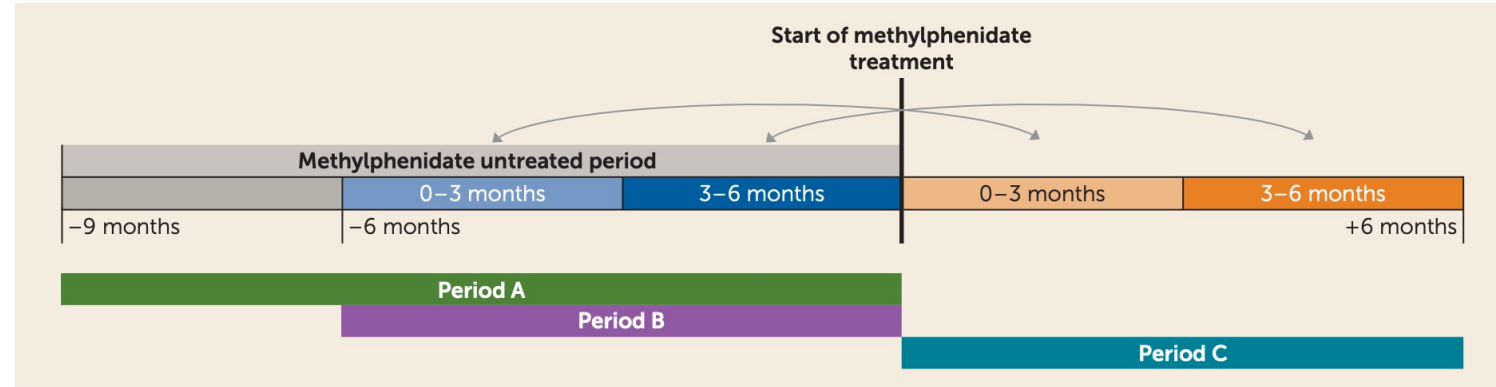 Start of methylphenidate
treatment
Methylphenidate untreated period
0–3 months
3–6 months
0–3 months
3–6 months
−9 months
−6 months
+6 months
Period A
Period B
Period C